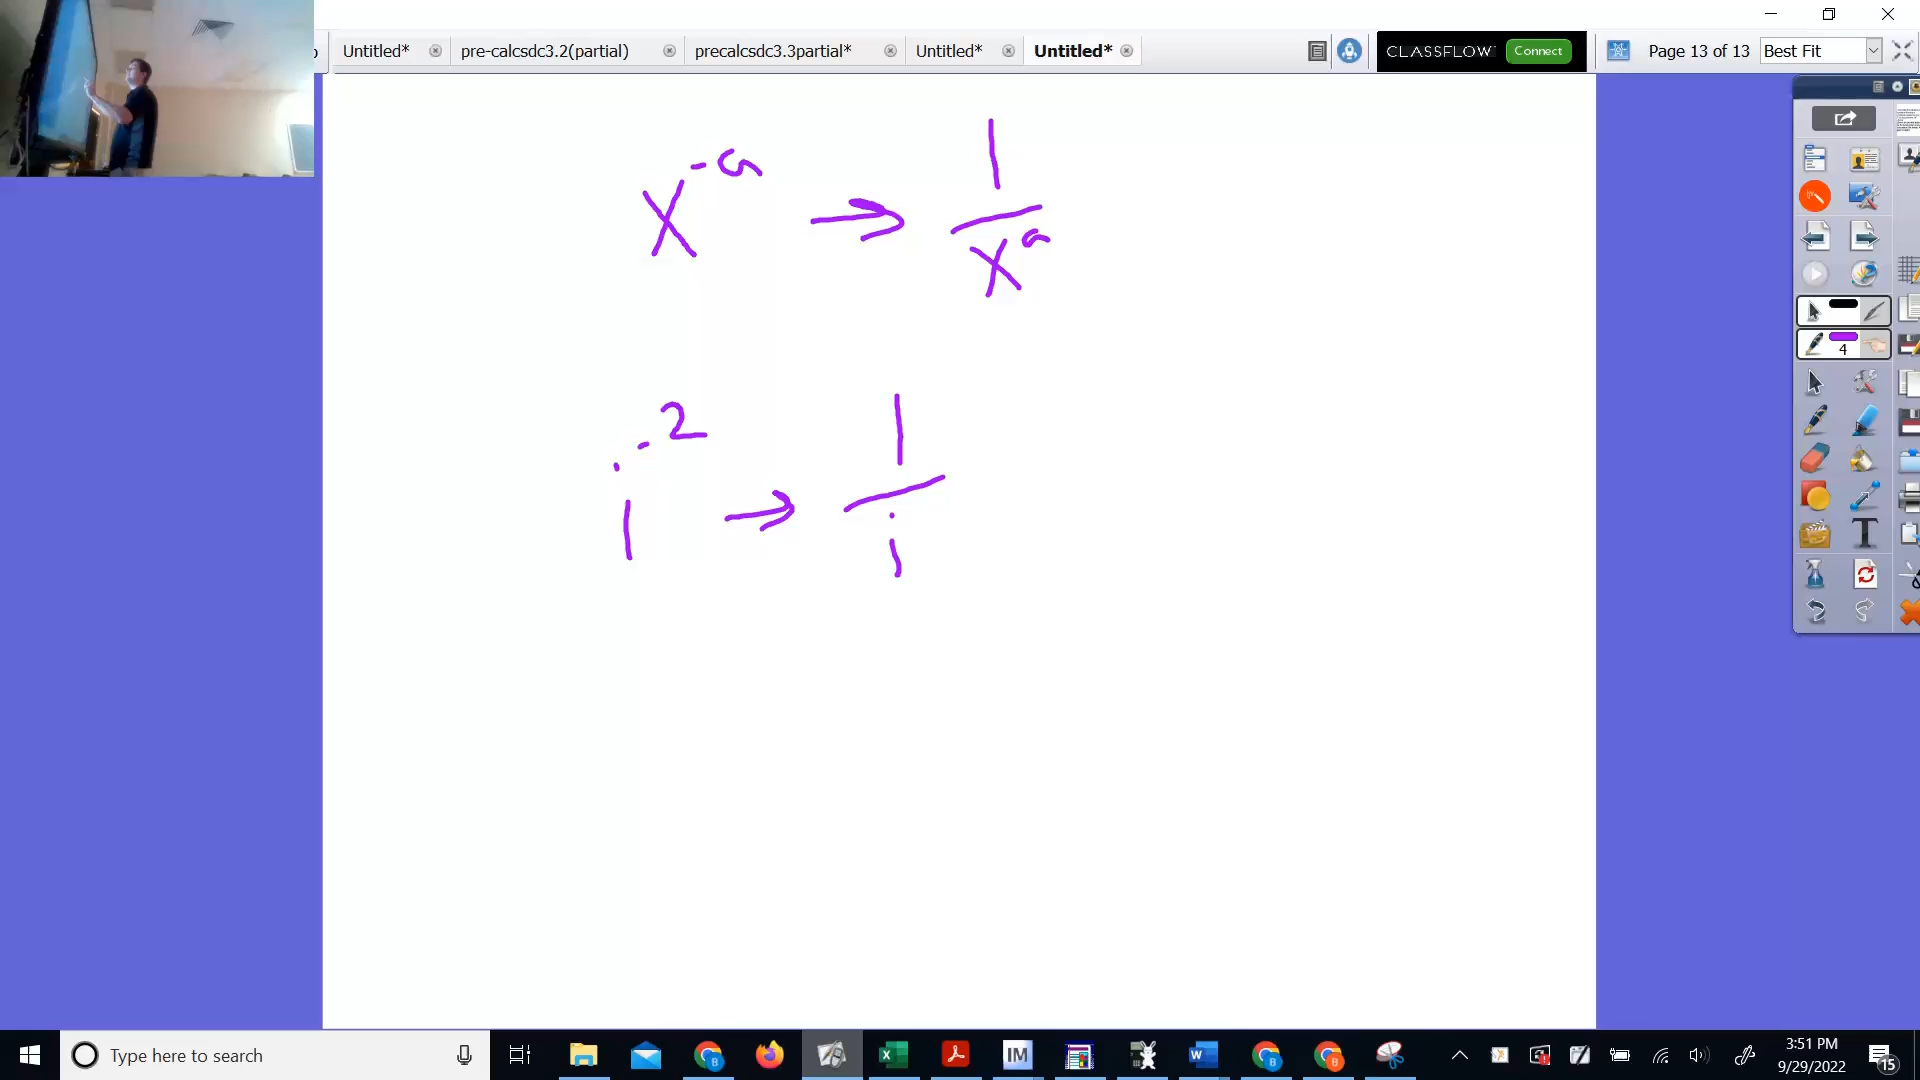 Untitled* pre-calcsdc3.2(partial) precalcsdc3.3partial* Untitled* Untitled* CLASSFLOW Connect Page 13 of 13 Best Fit
x^-a → 1/x^a
4
i^-2 → 1/i
T
Type here to search
IM
3:51 PM
9/29/2022
15